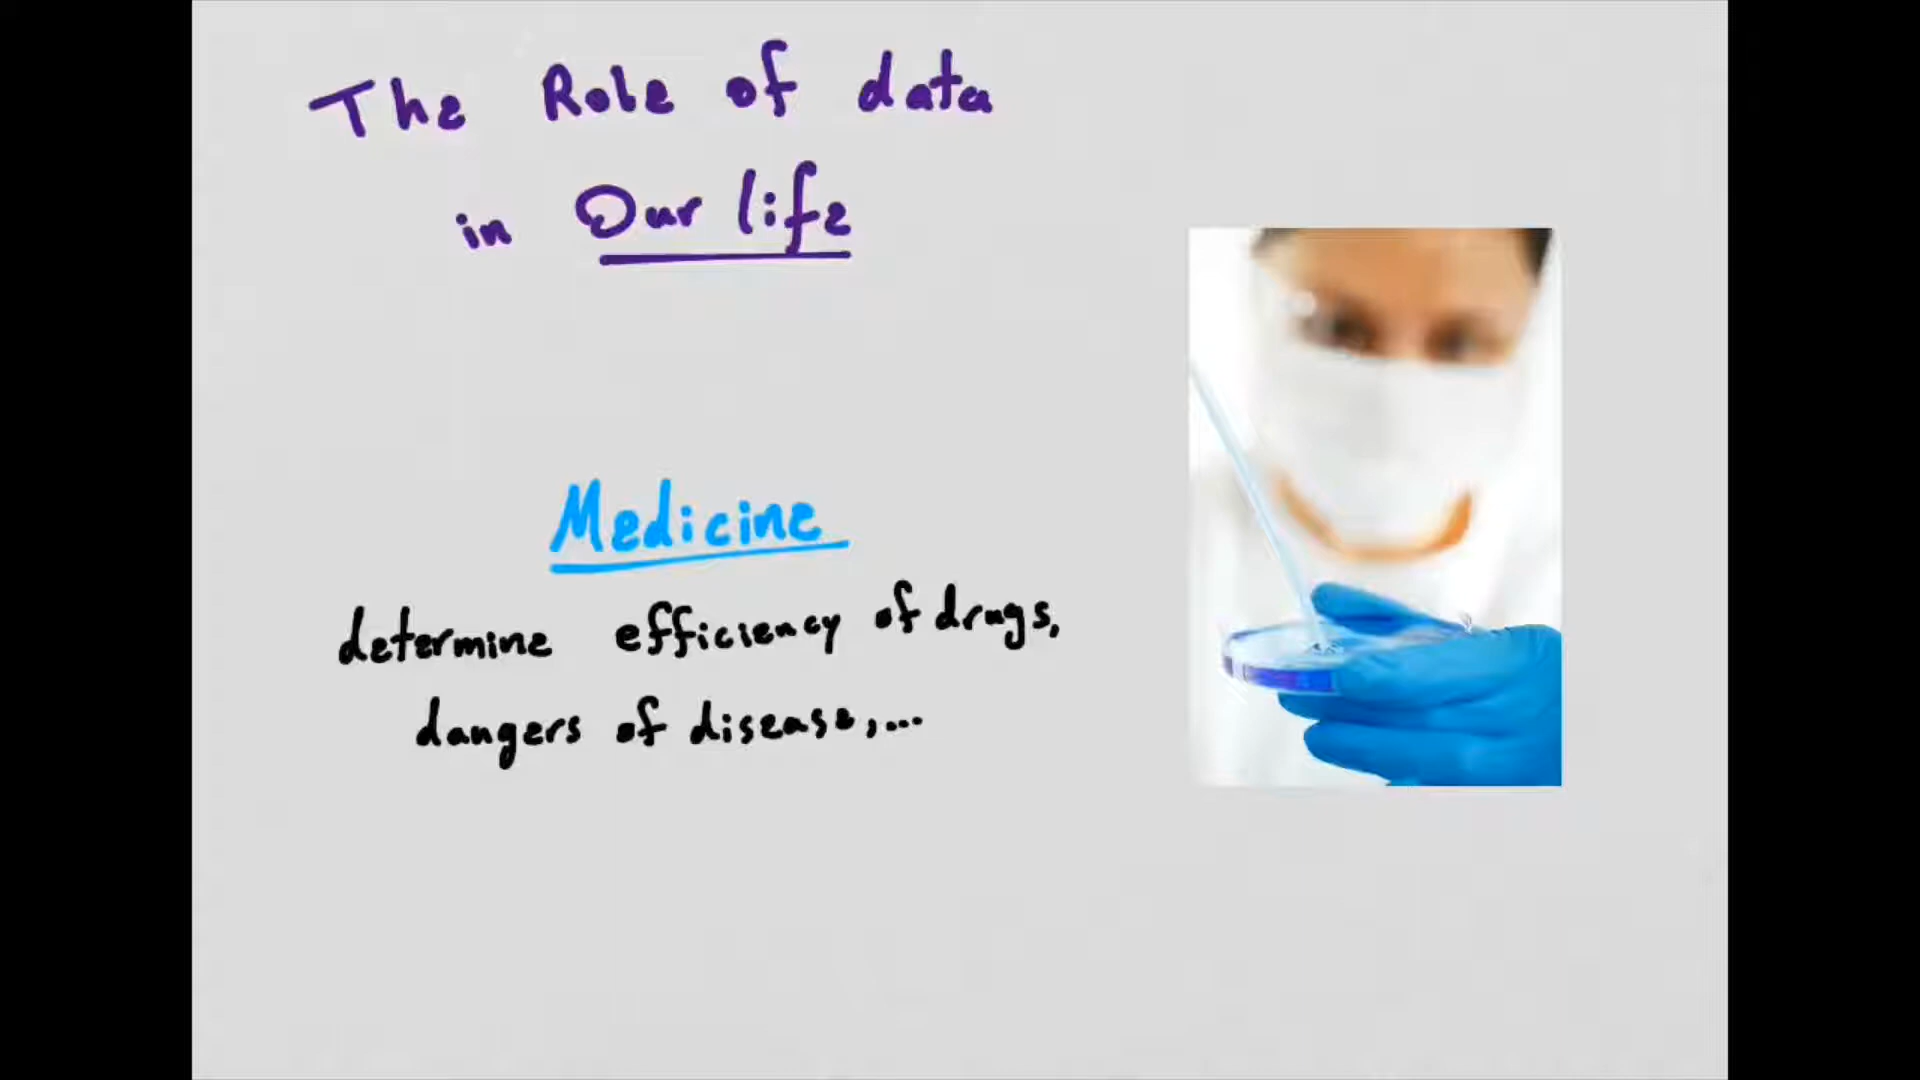 The Role of data
in Our life
Medicine
determine efficiency of drugs,
dangers of disease,...